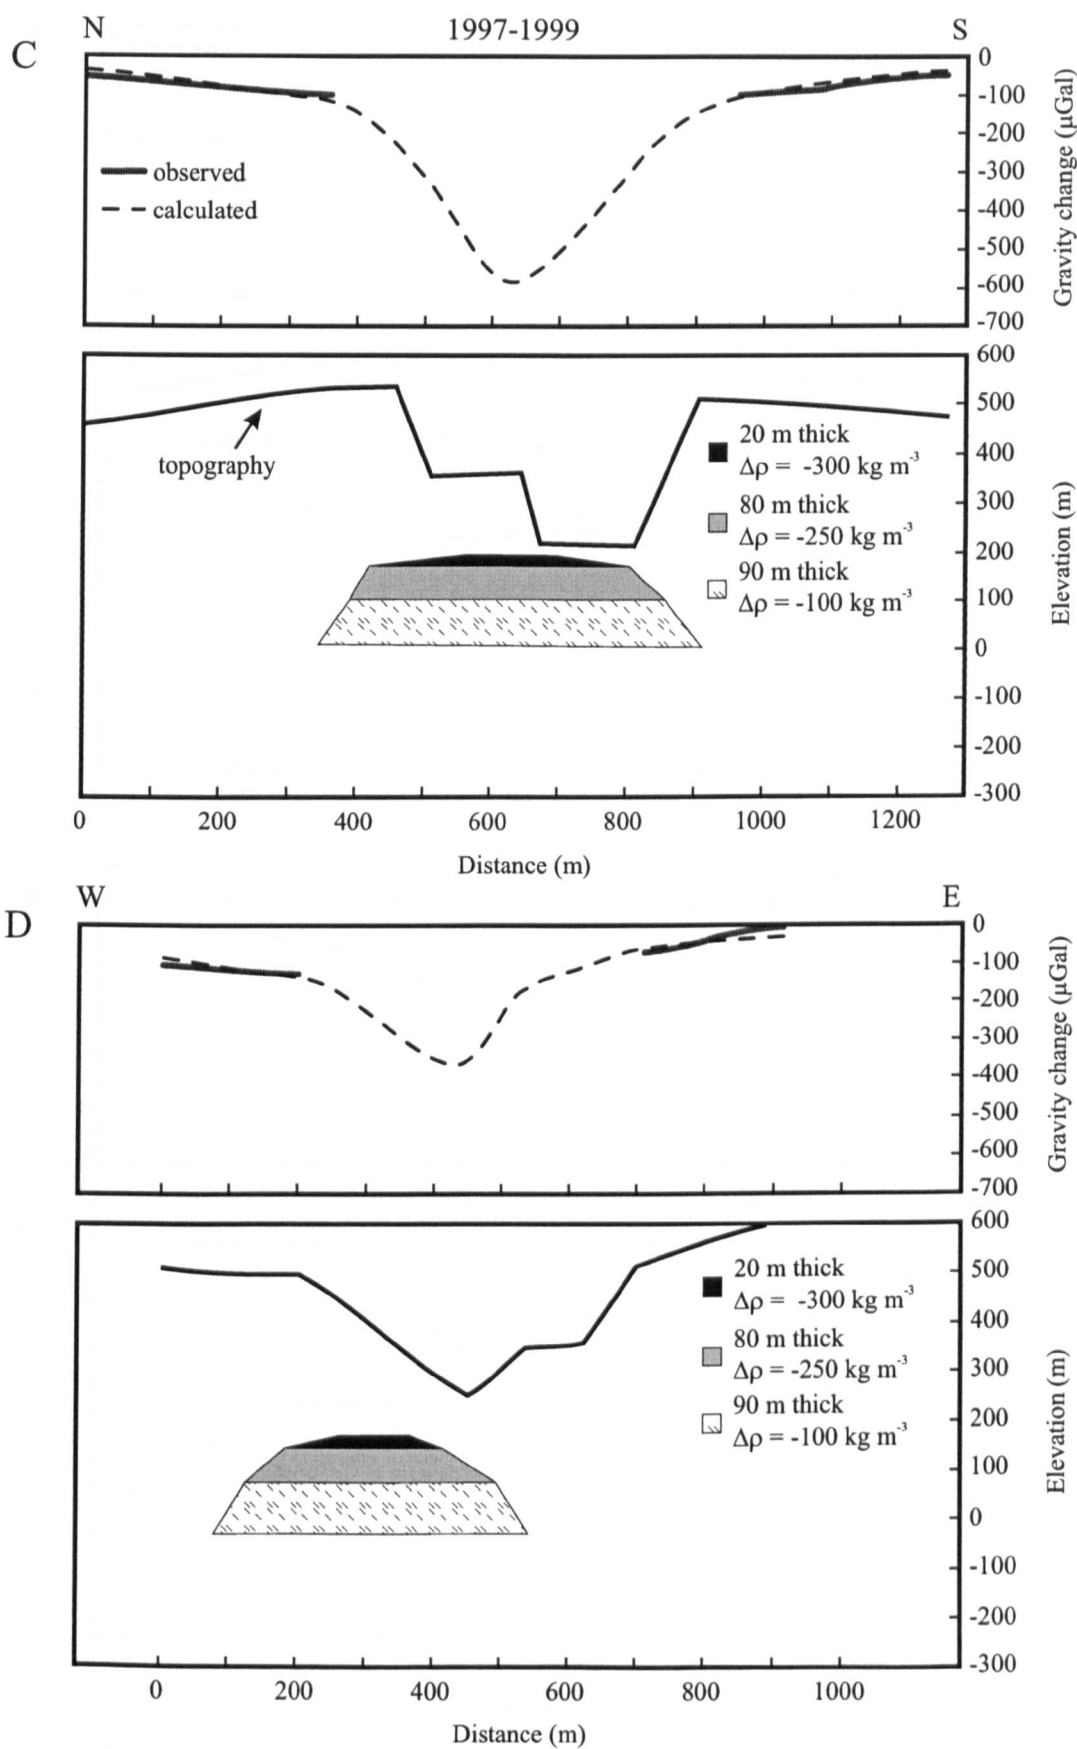 N 1997-1999 S
C
0
-100
-200
-300
-400
-500
-600
-700
Gravity change (μGal)
observed
calculated
600
500
400
300
200
100
0
-100
-200
-300
Elevation (m)
topography
20 m thick
Δρ = -300 kg m⁻³
80 m thick
Δρ = -250 kg m⁻³
90 m thick
Δρ = -100 kg m⁻³
0 200 400 600 800 1000 1200
Distance (m)
W E
D
0
-100
-200
-300
-400
-500
-600
-700
Gravity change (μGal)
600
500
400
300
200
100
0
-100
-200
-300
Elevation (m)
20 m thick
Δρ = -300 kg m⁻³
80 m thick
Δρ = -250 kg m⁻³
90 m thick
Δρ = -100 kg m⁻³
0 200 400 600 800 1000
Distance (m)